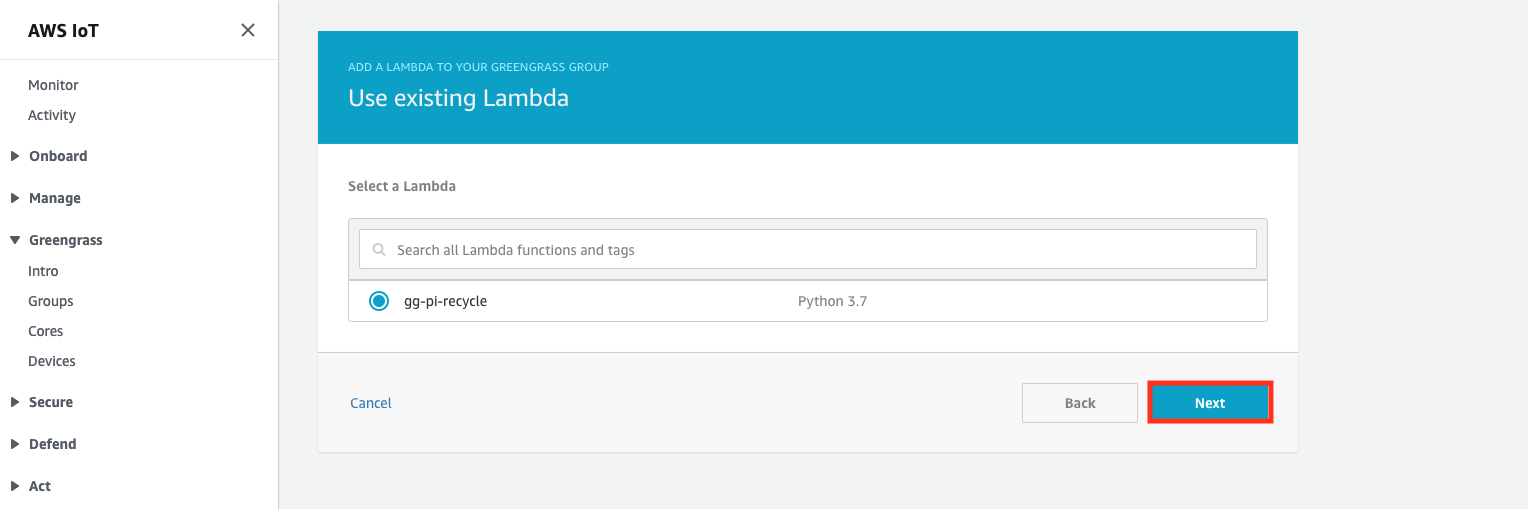 AWS IoT
Monitor
Activity
Onboard
Manage
Greengrass
Intro
Groups
Cores
Devices
Secure
Defend
Act
ADD A LAMBDA TO YOUR GREENGRASS GROUP
Use existing Lambda
Select a Lambda
Search all Lambda functions and tags
gg-pi-recycle Python 3.7
Cancel Back Next